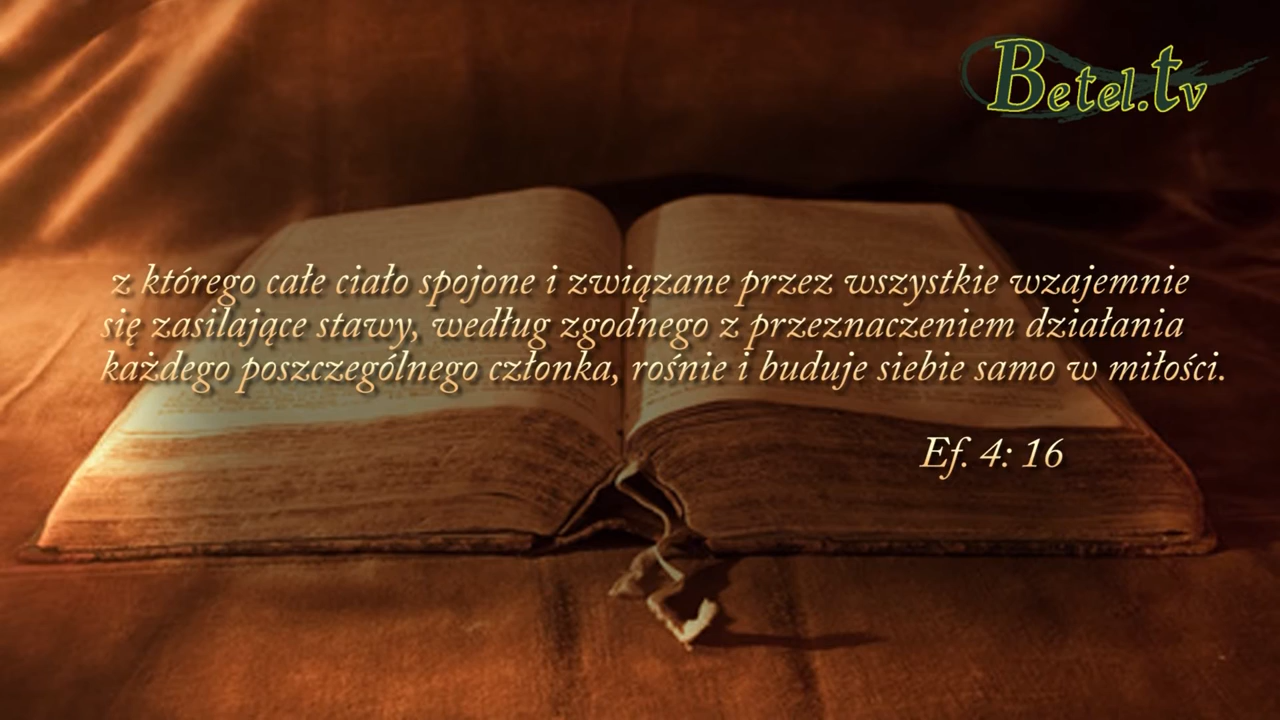 Betel.tv
z którego całe ciało spojone i związane przez wszystkie wzajemnie
się zasilające stawy, według zgodnego z przeznaczeniem działania
każdego poszczególnego członka, rośnie i buduje siebie samo w miłości.
Ef. 4: 16